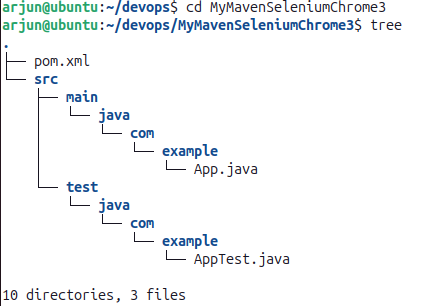 arjun@ubuntu:~/devops$ cd MyMavenSeleniumChrome3
arjun@ubuntu:~/devops/MyMavenSeleniumChrome3$ tree
.
├── pom.xml
└── src
    ├── main
    │   └── java
    │       └── com
    │           └── example
    │               └── App.java
    └── test
        └── java
            └── com
                └── example
                    └── AppTest.java
10 directories, 3 files